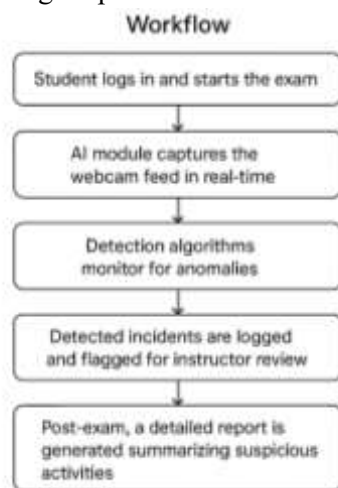 Workflow
Student logs in and starts the exam
AI module captures the
webcam feed in real-time
Detection algorithms
monitor for anomalies
Detected incidents are logged
and flagged for instructor review
Post-exam, a detailed report is
generated summarizing suspicious
activities